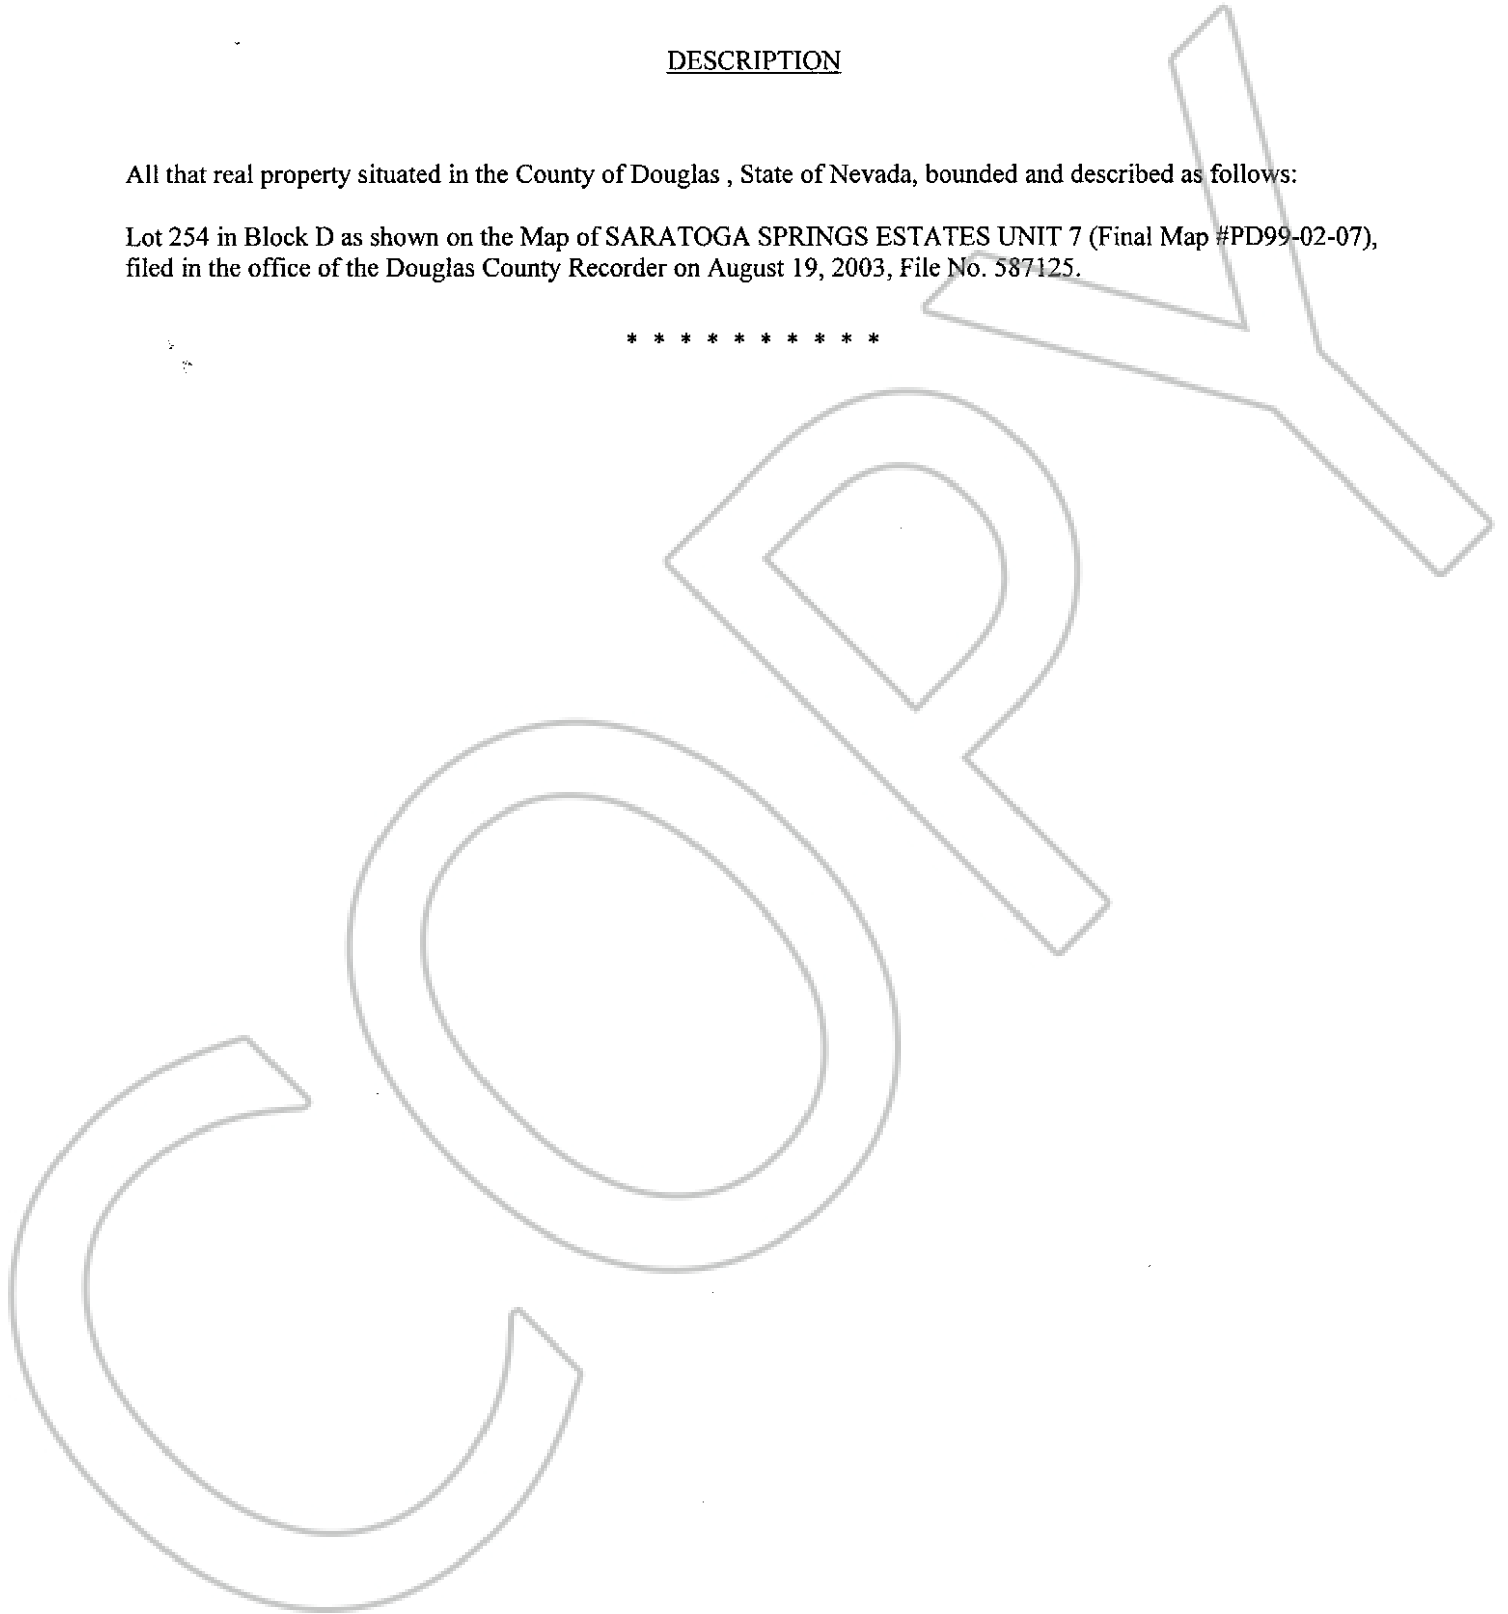 DESCRIPTION
All that real property situated in the County of Douglas , State of Nevada, bounded and described as follows:
Lot 254 in Block D as shown on the Map of SARATOGA SPRINGS ESTATES UNIT 7 (Final Map #PD99-02-07),
filed in the office of the Douglas County Recorder on August 19, 2003, File No. 587125.
* * * * * * * * * *
COPY